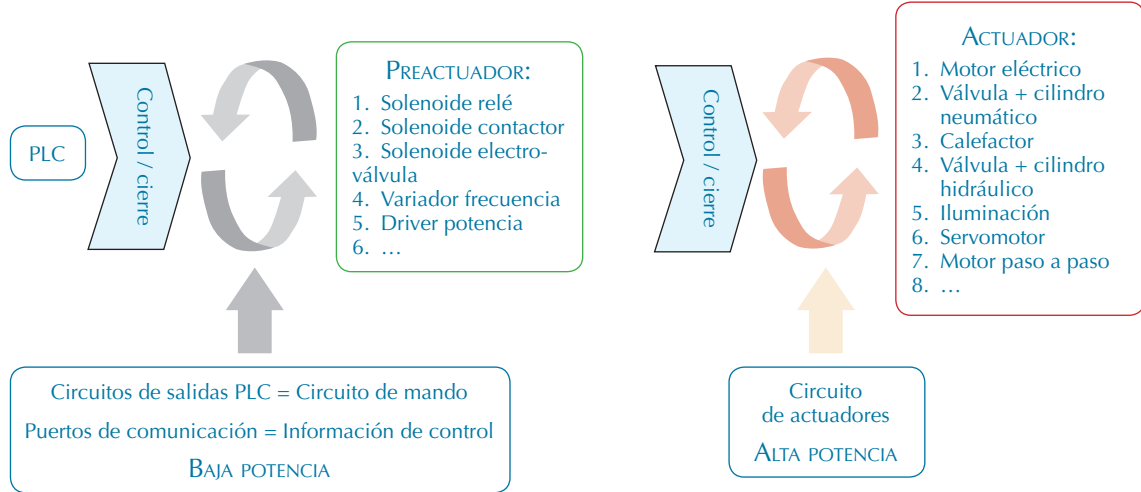 PLC
Control / cierre
PREACTUADOR:
1. Solenoide relé
2. Solenoide contactor
3. Solenoide electro-
válvula
4. Variador frecuencia
5. Driver potencia
6. …
Circuitos de salidas PLC = Circuito de mando
Puertos de comunicación = Información de control
BAJA POTENCIA
Control / cierre
ACTUADOR:
1. Motor eléctrico
2. Válvula + cilindro
neumático
3. Calefactor
4. Válvula + cilindro
hidráulico
5. Iluminación
6. Servomotor
7. Motor paso a paso
8. …
Circuito
de actuadores
ALTA POTENCIA